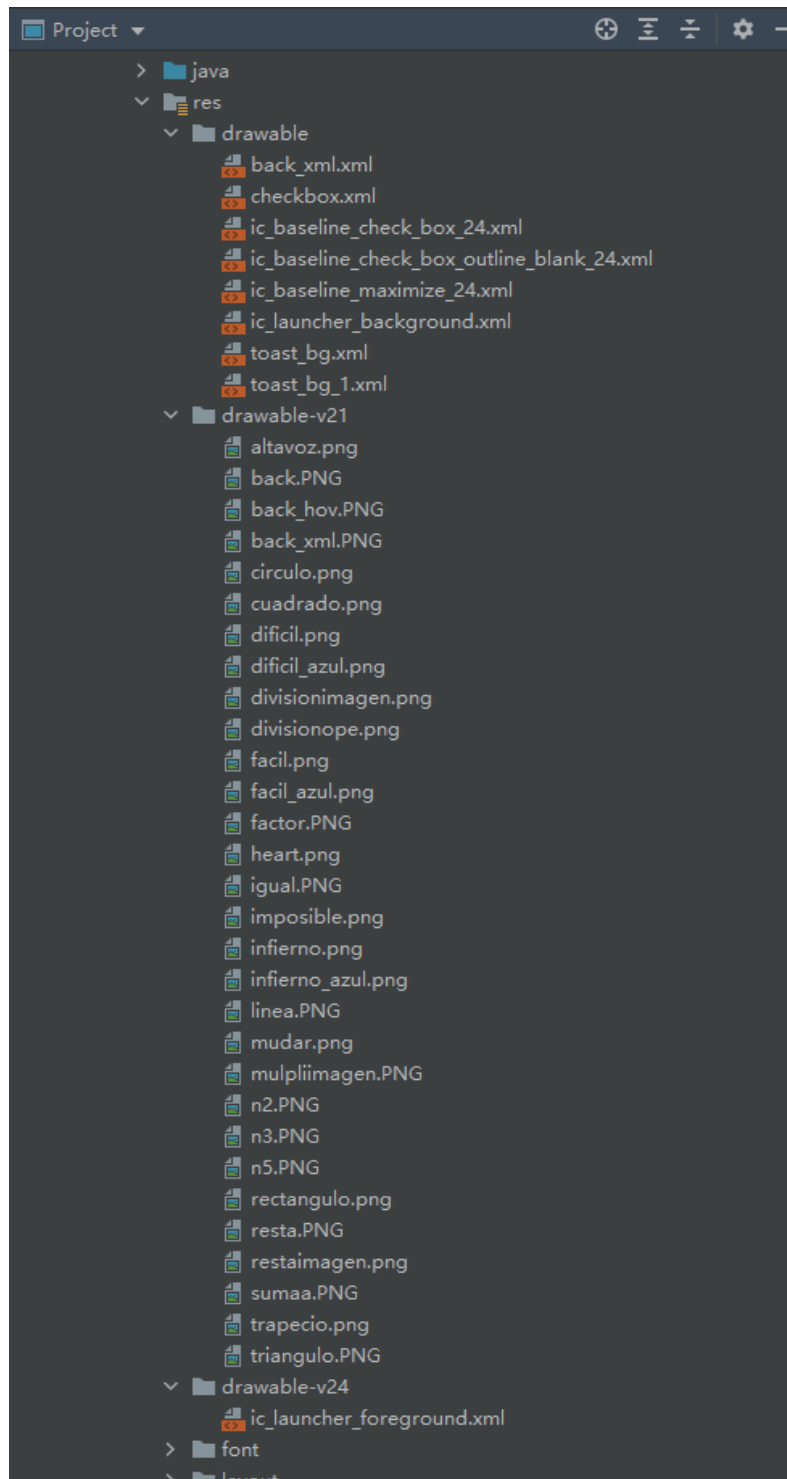 Project
java
res
drawable
back_xml.xml
checkbox.xml
ic_baseline_check_box_24.xml
ic_baseline_check_box_outline_blank_24.xml
ic_baseline_maximize_24.xml
ic_launcher_background.xml
toast_bg.xml
toast_bg_1.xml
drawable-v21
altavoz.png
back.PNG
back_hov.PNG
back_xml.PNG
circulo.png
cuadrado.png
dificil.png
dificil_azul.png
divisionimagen.png
divisionope.png
facil.png
facil_azul.png
factor.PNG
heart.png
igual.PNG
imposible.png
infierno.png
infierno_azul.png
linea.PNG
mudar.png
mulpliimagen.PNG
n2.PNG
n3.PNG
n5.PNG
rectangulo.png
resta.PNG
restaimagen.png
sumaa.PNG
trapecio.png
triangulo.PNG
drawable-v24
ic_launcher_foreground.xml
font
layout